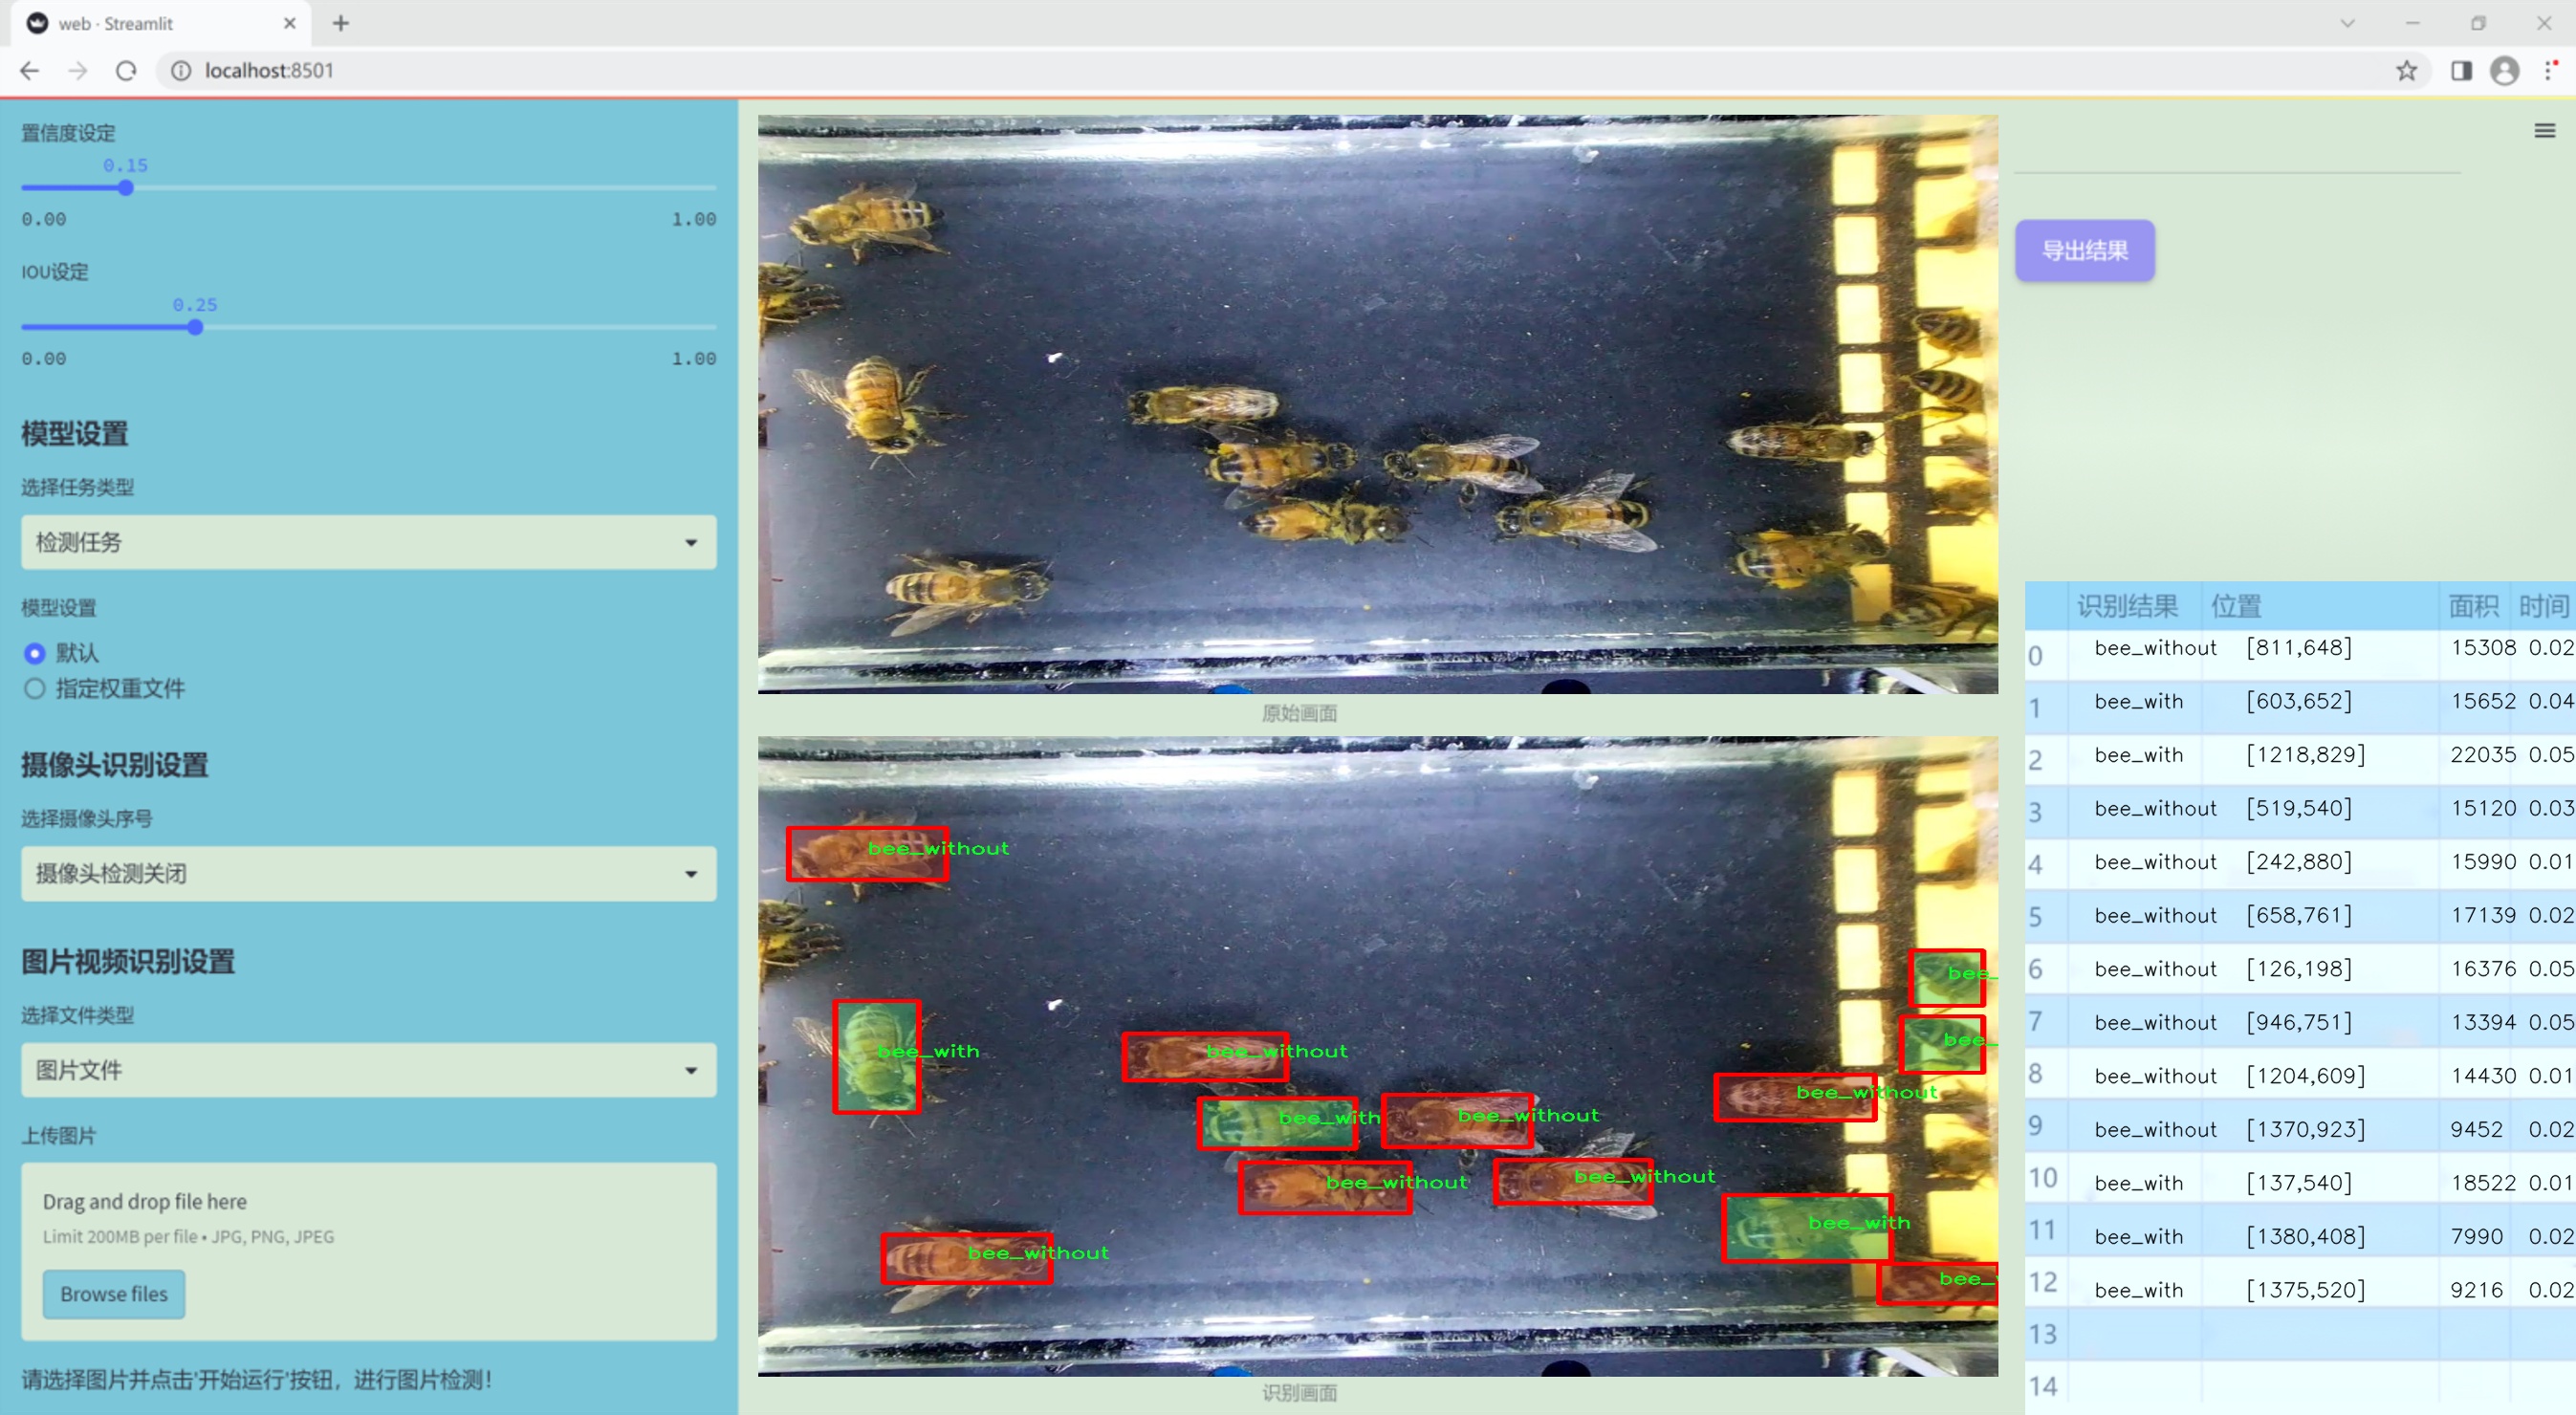 web · Streamlit
localhost:8501
置信度设定
0.15
0.00 1.00
IOU设定
0.25
0.00 1.00
模型设置
选择任务类型
检测任务
模型设置
默认
指定权重文件
摄像头识别设置
选择摄像头序号
摄像头检测关闭
图片视频识别设置
选择文件类型
图片文件
上传图片
Drag and drop file here
Limit 200MB per file • JPG, PNG, JPEG
Browse files
请选择图片并点击'开始运行'按钮，进行图片检测！
原始画面
bee_without
bee_
bee_with
bee_without
bee_
bee_without
bee_with
bee_without
bee_without
bee_without
bee_with
bee_without
bee_
识别画面
导出结果
识别结果 位置 面积 时间
0 bee_without [811,648] 15308 0.02
1 bee_with [603,652] 15652 0.04
2 bee_with [1218,829] 22035 0.05
3 bee_without [519,540] 15120 0.03
4 bee_without [242,880] 15990 0.01
5 bee_without [658,761] 17139 0.02
6 bee_without [126,198] 16376 0.05
7 bee_without [946,751] 13394 0.05
8 bee_without [1204,609] 14430 0.01
9 bee_without [1370,923] 9452 0.02
10 bee_with [137,540] 18522 0.01
11 bee_with [1380,408] 7990 0.02
12 bee_with [1375,520] 9216 0.02
13
14